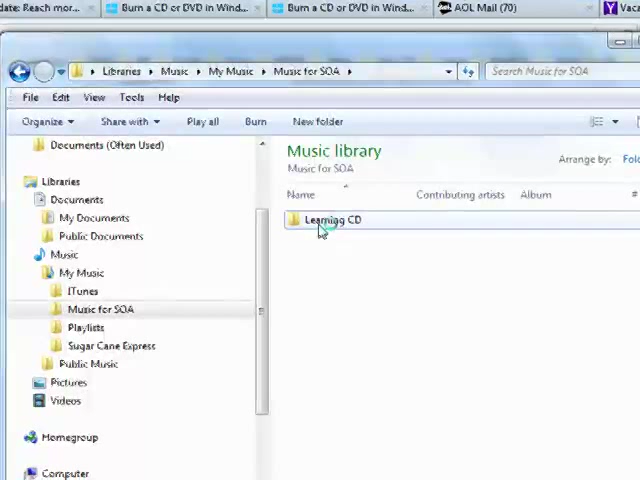 date: Reach mor...
Burn a CD or DVD in Wind...
Burn a CD or DVD in Wind...
AOL Mail (70)
Vaca
Libraries
Music
My Music
Music for SOA
Search Music for SOA
File Edit View Tools Help
Organize Share with Play all Burn New folder
Documents (Often Used)
Music library
Music for SOA
Arrange by: Fol
Name Contributing artists Album #
Learning CD
Libraries
Documents
My Documents
Public Documents
Music
My Music
iTunes
Music for SOA
Playlists
Sugar Cane Express
Public Music
Pictures
Videos
Homegroup
Computer